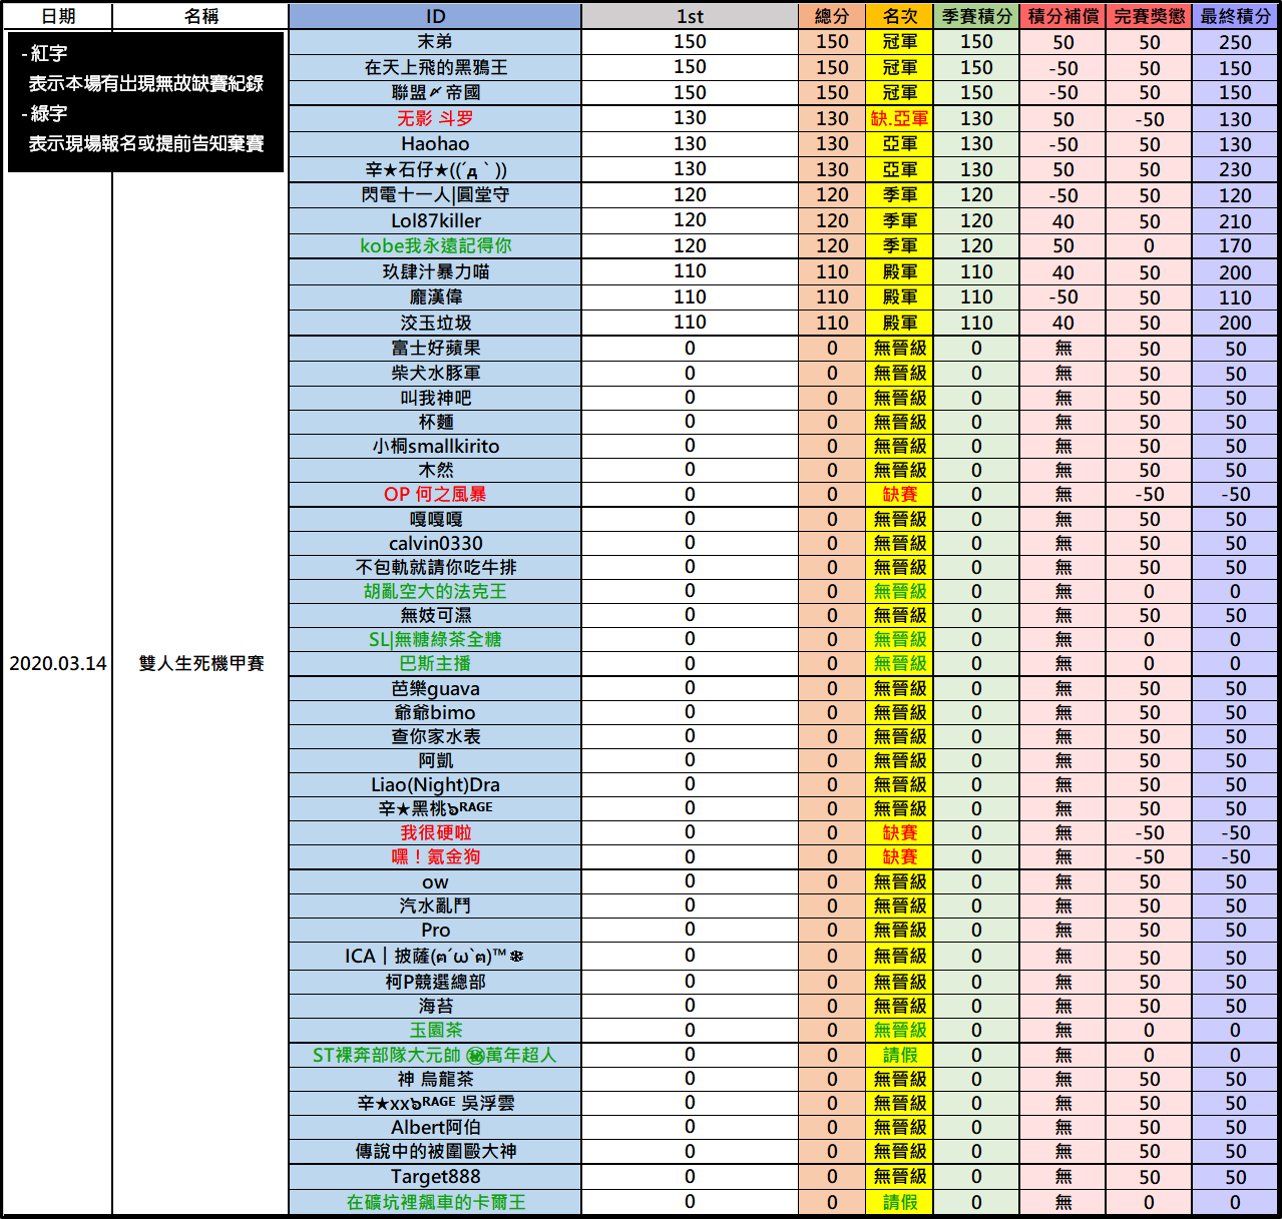 日期 名稱 ID 1st 總分 名次 季賽積分 積分補償 完賽獎懲 最終積分
-紅字
表示本場有出現無故缺賽紀錄
-綠字
表示現場報名或提前告知棄賽
2020.03.14 雙人生死機甲賽
末弟 150 150 冠軍 150 50 50 250
在天上飛的黑鴉王 150 150 冠軍 150 -50 50 150
聯盟〆帝國 150 150 冠軍 150 -50 50 150
无影 斗罗 130 130 缺.亞軍 130 50 -50 130
Haohao 130 130 亞軍 130 -50 50 130
辛★石仔★((´д｀)) 130 130 亞軍 130 50 50 230
閃電十一人|圓堂守 120 120 季軍 120 -50 50 120
Lol87killer 120 120 季軍 120 40 50 210
kobe我永遠記得你 120 120 季軍 120 50 0 170
玖肆汁暴力喵 110 110 殿軍 110 40 50 200
龐漢偉 110 110 殿軍 110 -50 50 110
洨玉垃圾 110 110 殿軍 110 40 50 200
富士好蘋果 0 0 無晉級 0 無 50 50
柴犬水豚軍 0 0 無晉級 0 無 50 50
叫我神吧 0 0 無晉級 0 無 50 50
杯麵 0 0 無晉級 0 無 50 50
小桐smallkirito 0 0 無晉級 0 無 50 50
木然 0 0 無晉級 0 無 50 50
OP 何之風暴 0 0 缺賽 0 無 -50 -50
嘎嘎嘎 0 0 無晉級 0 無 50 50
calvin0330 0 0 無晉級 0 無 50 50
不包軌就請你吃牛排 0 0 無晉級 0 無 50 50
胡亂空大的法克王 0 0 無晉級 0 無 0 0
無妓可濕 0 0 無晉級 0 無 50 50
SL|無糖綠茶全糖 0 0 無晉級 0 無 0 0
巴斯主播 0 0 無晉級 0 無 0 0
芭樂guava 0 0 無晉級 0 無 50 50
爺爺bimo 0 0 無晉級 0 無 50 50
查你家水表 0 0 無晉級 0 無 50 50
阿凱 0 0 無晉級 0 無 50 50
Liao(Night)Dra 0 0 無晉級 0 無 50 50
辛★黑桃ʖᴿᴬᴳᴱ 0 0 無晉級 0 無 50 50
我很硬啦 0 0 缺賽 0 無 -50 -50
嘿！氪金狗 0 0 缺賽 0 無 -50 -50
ow 0 0 無晉級 0 無 50 50
汽水亂鬥 0 0 無晉級 0 無 50 50
Pro 0 0 無晉級 0 無 50 50
ICA｜披薩(ฅ´ω`ฅ)™❄ 0 0 無晉級 0 無 50 50
柯P競選總部 0 0 無晉級 0 無 50 50
海苔 0 0 無晉級 0 無 50 50
玉園茶 0 0 無晉級 0 無 0 0
ST裸奔部隊大元帥 ㊙萬年超人 0 0 請假 0 無 0 0
神 烏龍茶 0 0 無晉級 0 無 50 50
辛★xxʖᴿᴬᴳᴱ 吳浮雲 0 0 無晉級 0 無 50 50
Albert阿伯 0 0 無晉級 0 無 50 50
傳說中的被圍毆大神 0 0 無晉級 0 無 50 50
Target888 0 0 無晉級 0 無 50 50
在礦坑裡飆車的卡爾王 0 0 請假 0 無 0 0